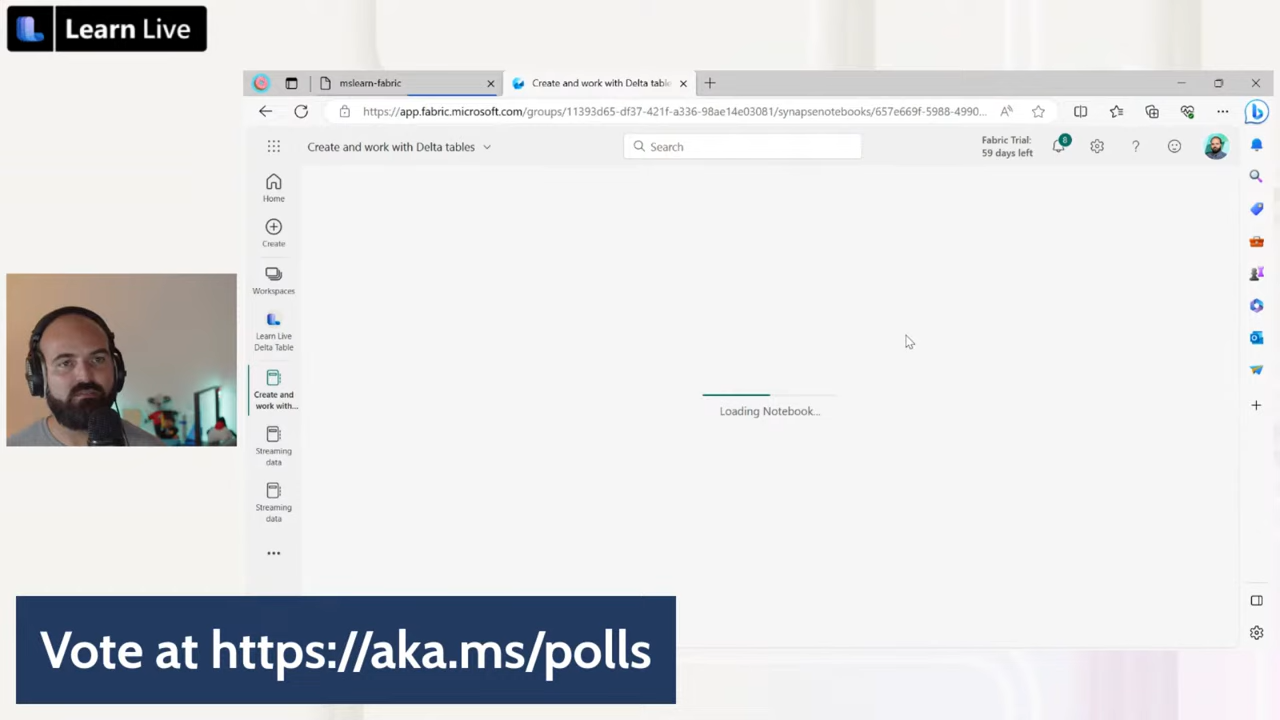 Learn Live
mslearn-fabric
Create and work with Delta table
https://app.fabric.microsoft.com/groups/11393d65-df37-421f-a336-98ae14e03081/synapsenotebooks/657e669f-5988-4990...
Create and work with Delta tables
Search
Fabric Trial:
59 days left
8
Home
Create
Workspaces
Learn Live
Delta Table
Create and
work with...
Streaming
data
Streaming
data
Loading Notebook...
Vote at https://aka.ms/polls